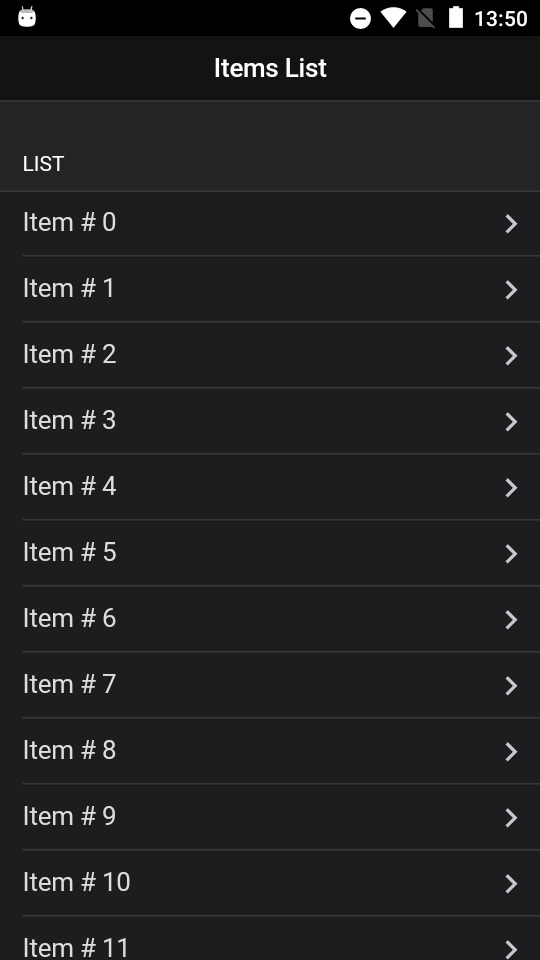 13:50
Items List
LIST
Item # 0
Item # 1
Item # 2
Item # 3
Item # 4
Item # 5
Item # 6
Item # 7
Item # 8
Item # 9
Item # 10
Item # 11